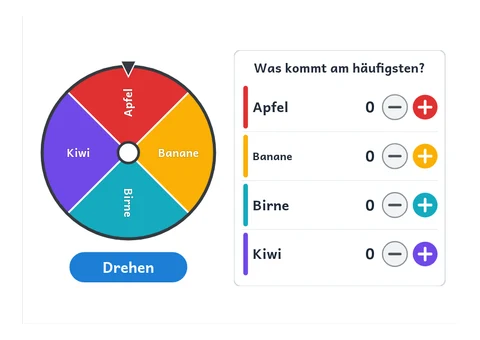 Apfel
Kiwi
Banane
Birne
Drehen
Was kommt am häufigsten?
Apfel 0
Banane 0
Birne 0
Kiwi 0